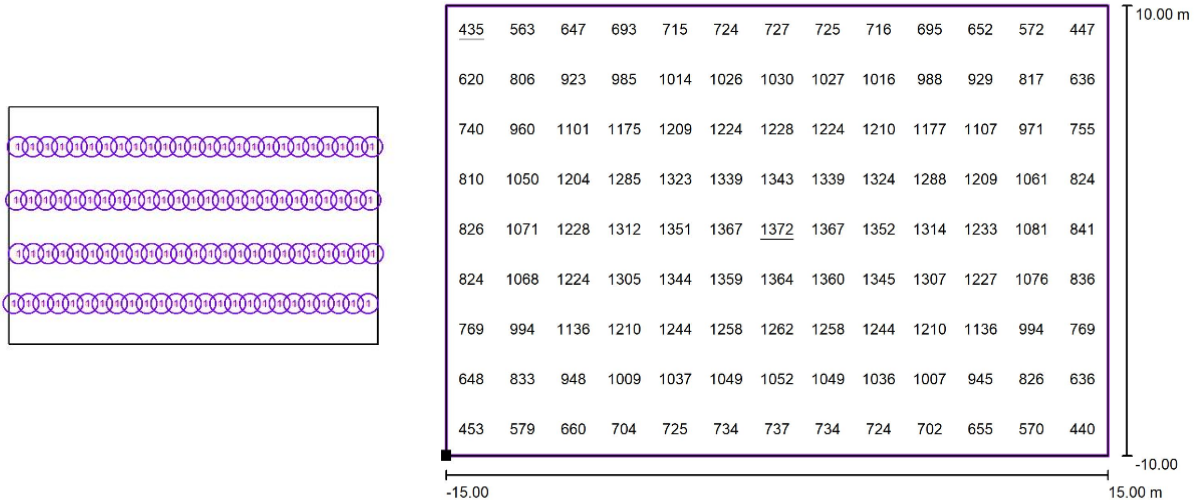 435 563 647 693 715 724 727 725 716 695 652 572 447
10.00 m
620 806 923 985 1014 1026 1030 1027 1016 988 929 817 636
740 960 1101 1175 1209 1224 1228 1224 1210 1177 1107 971 755
810 1050 1204 1285 1323 1339 1343 1339 1324 1288 1209 1061 824
826 1071 1228 1312 1351 1367 1372 1367 1352 1314 1233 1081 841
824 1068 1224 1305 1344 1359 1364 1360 1345 1307 1227 1076 836
769 994 1136 1210 1244 1258 1262 1258 1244 1210 1136 994 769
648 833 948 1009 1037 1049 1052 1049 1036 1007 945 826 636
453 579 660 704 725 734 737 734 724 702 655 570 440
-10.00
-15.00 15.00 m